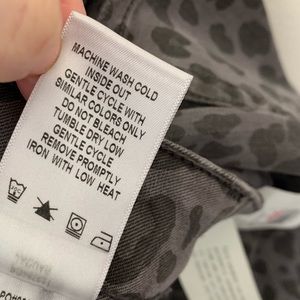 MACHINE WASH COLD
INSIDE OUT
GENTLE CYCLE WITH
SIMILAR COLORS ONLY
DO NOT BLEACH
TUMBLE DRY LOW
GENTLE CYCLE
REMOVE PROMPTLY
IRON WITH LOW HEAT